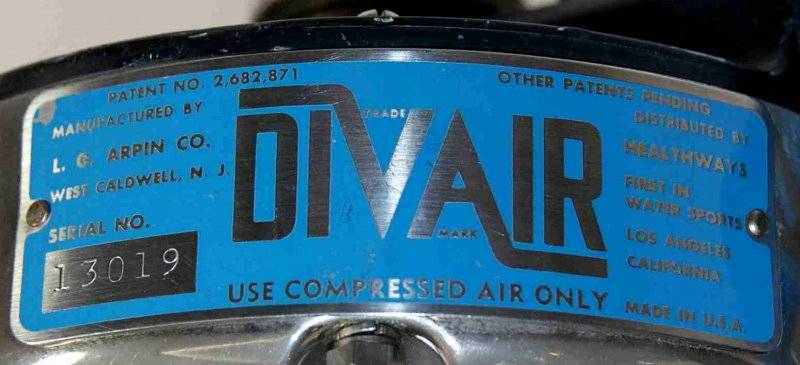 PATENT NO. 2,682,871
MANUFACTURED BY
L. G. ARPIN CO.
WEST CALDWELL, N. J.
SERIAL NO.
13019
DIVAIR
TRADE
MARK
USE COMPRESSED AIR ONLY
OTHER PATENTS PENDING
DISTRIBUTED BY
HEALTHWAYS
FIRST IN
WATER SPORTS
LOS ANGELES
CALIFORNIA
MADE IN U.S.A.